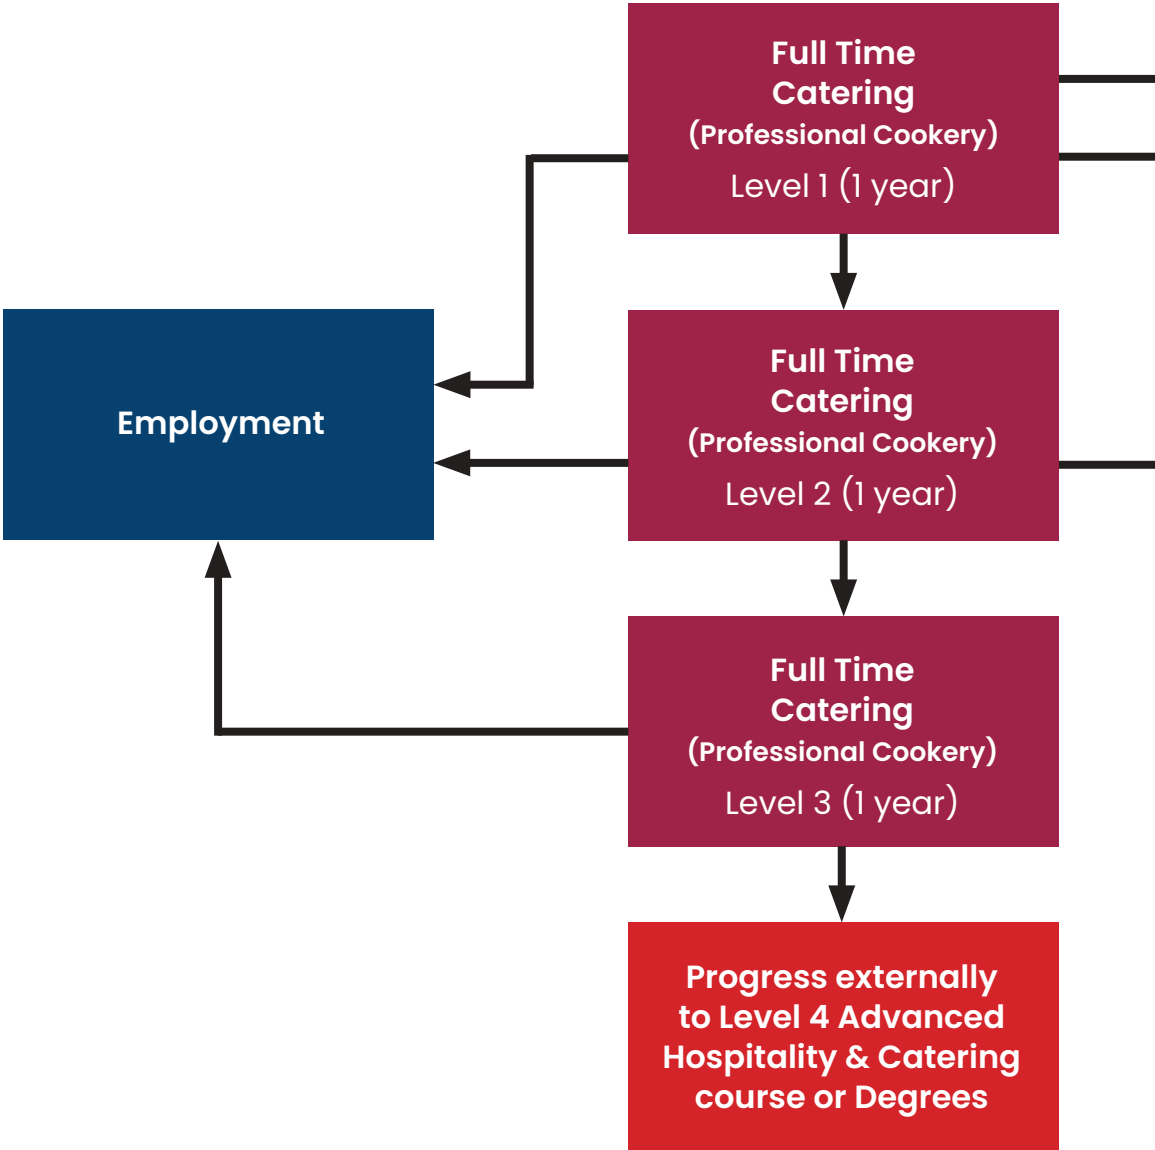 Full Time
Catering
(Professional Cookery)
Level 1 (1 year)
Employment
Full Time
Catering
(Professional Cookery)
Level 2 (1 year)
Full Time
Catering
(Professional Cookery)
Level 3 (1 year)
Progress externally
to Level 4 Advanced
Hospitality & Catering
course or Degrees